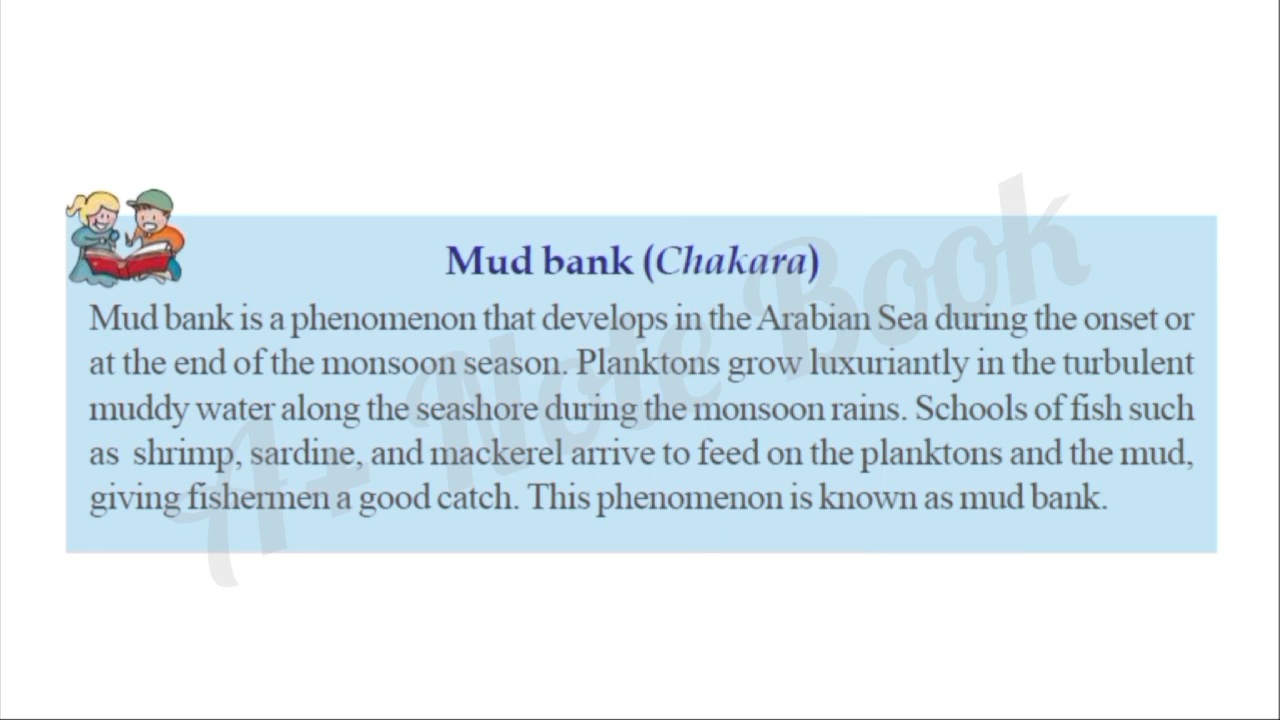 Mud bank (Chakara)
Mud bank is a phenomenon that develops in the Arabian Sea during the onset or
at the end of the monsoon season. Planktons grow luxuriantly in the turbulent
muddy water along the seashore during the monsoon rains. Schools of fish such
as shrimp, sardine, and mackerel arrive to feed on the planktons and the mud,
giving fishermen a good catch. This phenomenon is known as mud bank.
A+ Note Book